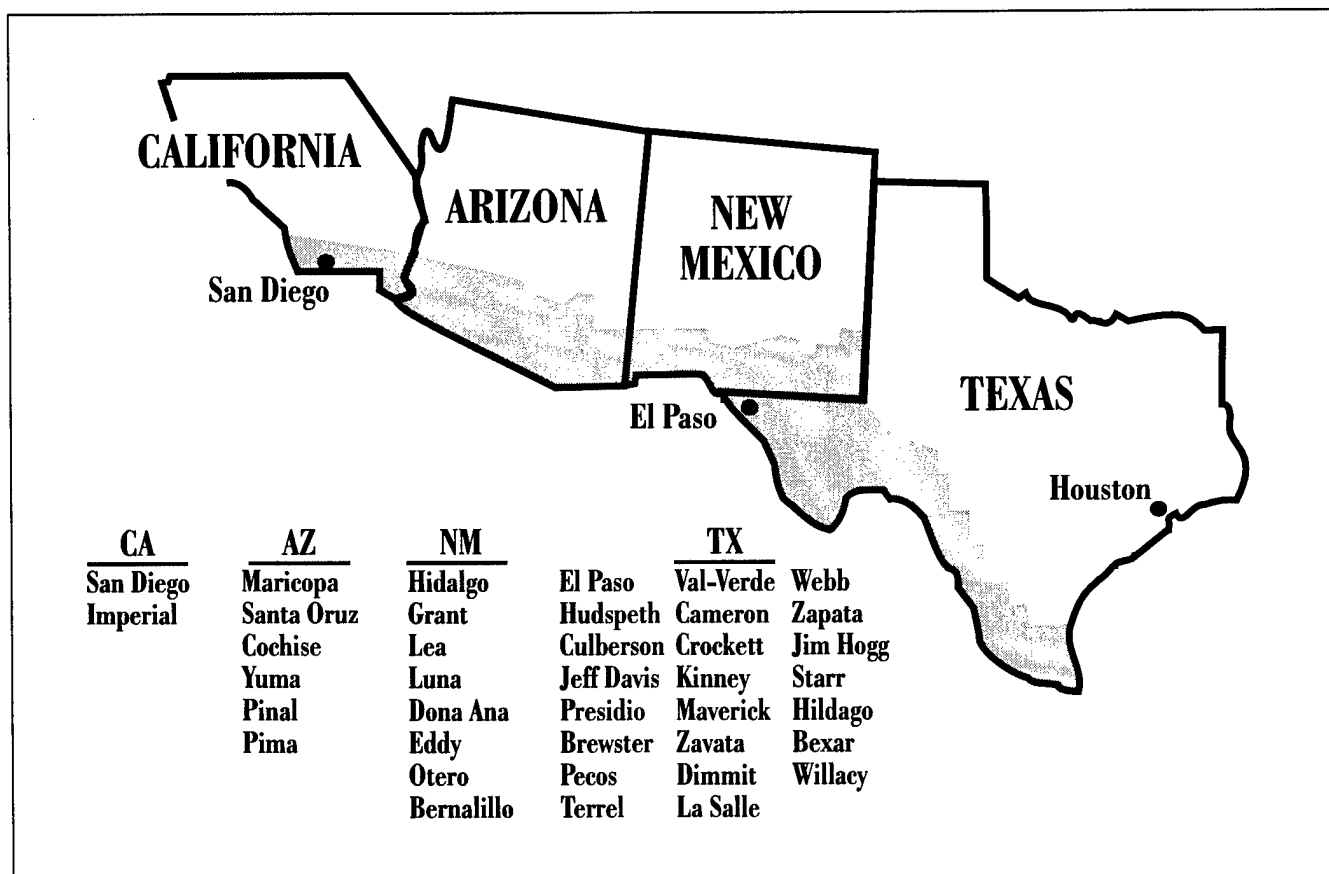 CALIFORNIA
ARIZONA
NEW
MEXICO
San Diego
El Paso
TEXAS
Houston
CA
San Diego
Imperial
AZ
Maricopa
Santa Oruz
Cochise
Yuma
Pinal
Pima
NM
Hidalgo
Grant
Lea
Luna
Dona Ana
Eddy
Otero
Bernalillo
TX
El Paso
Hudspeth
Culberson
Jeff Davis
Presidio
Brewster
Pecos
Terrel
Val-Verde
Cameron
Crockett
Kinney
Maverick
Zavata
Dimmit
La Salle
Webb
Zapata
Jim Hogg
Starr
Hildago
Bexar
Willacy